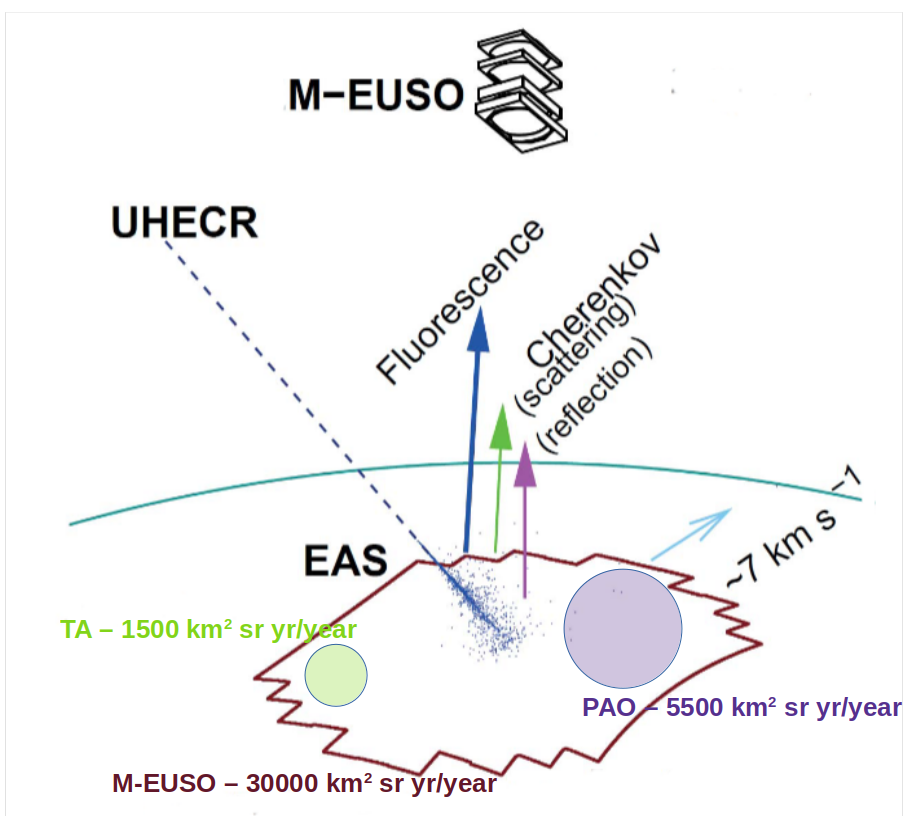 M−EUSO
UHECR
Fluorescence
Cherenkov
(scattering)
(reflection)
~7 km s⁻¹
EAS
TA – 1500 km² sr yr/year
PAO – 5500 km² sr yr/year
M-EUSO – 30000 km² sr yr/year